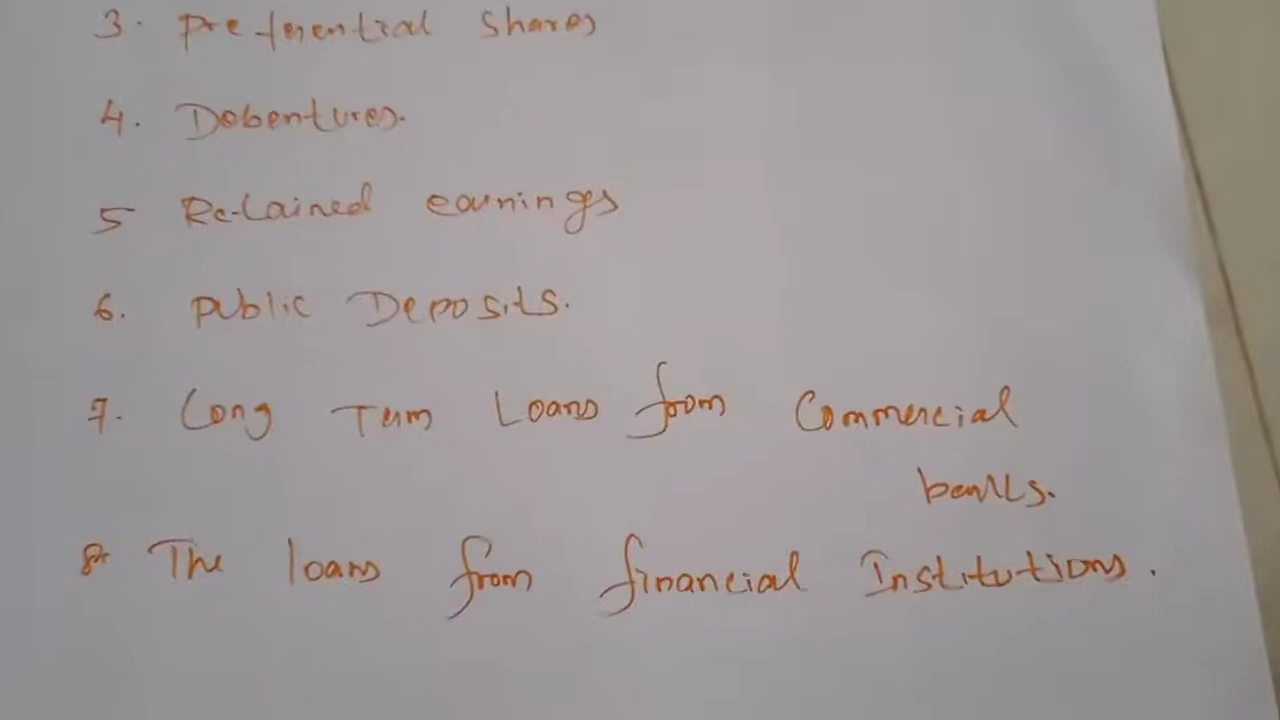 3. Preferential Shares
4. Debentures.
5 Retained earnings
6. Public Deposits.
7. Long Term Loans from Commercial
banks.
8. The loans from financial Institutions.